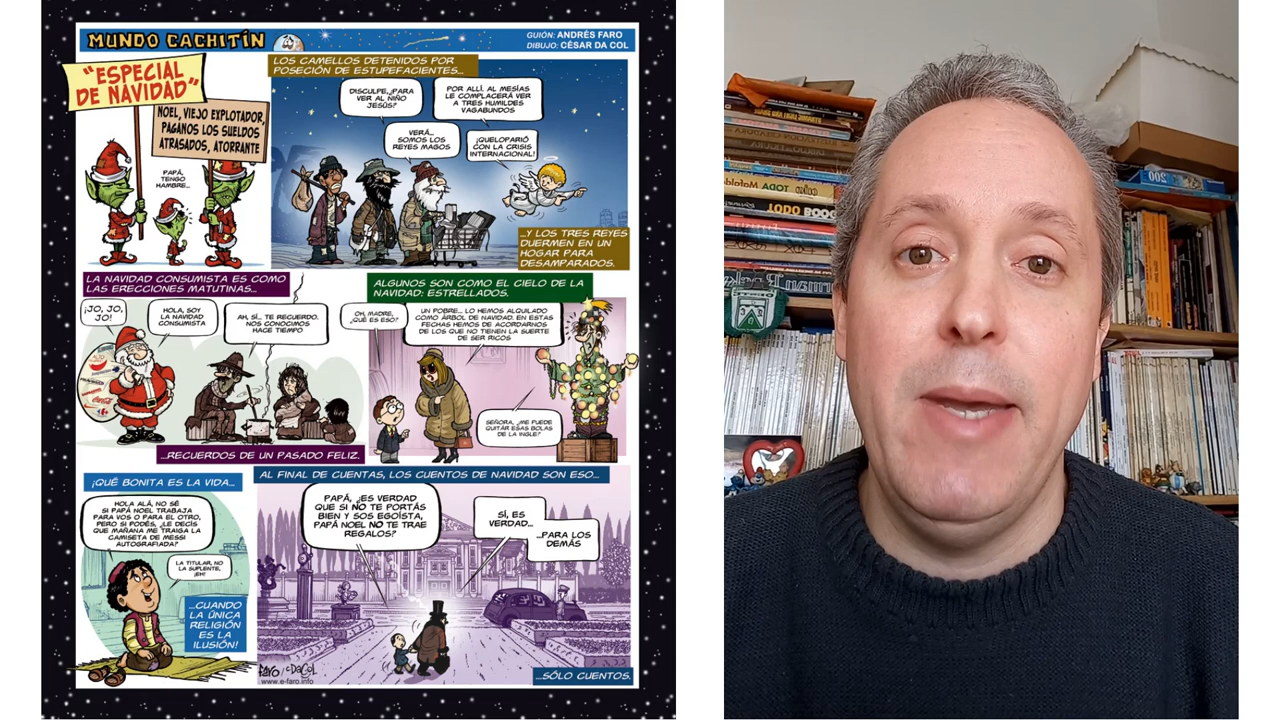 MUNDO CACHITÍN
GUIÓN: ANDRÉS FARO
DIBUJO: CÉSAR DA COL
"ESPECIAL
DE NAVIDAD"
NOEL, VIEJO EXPLOTADOR,
PAGANOS LOS SUELDOS
ATRASADOS, ATORRANTE
PAPÁ,
TENGO
HAMBRE...
LOS CAMELLOS DETENIDOS POR
POSECIÓN DE ESTUPEFACIENTES...
DISCULPE, ¿PARA
VER AL NIÑO
JESÚS?
POR ALLÍ. AL MESÍAS
LE COMPLACERÁ VER
A TRES HUMILDES
VAGABUNDOS
VERÁ...
SOMOS LOS
REYES MAGOS
¡QUELOPARIÓ
CON LA CRISIS
INTERNACIONAL!
...Y LOS TRES REYES
DUERMEN EN UN
HOGAR PARA
DESAMPARADOS.
LA NAVIDAD CONSUMISTA ES COMO
LAS ERECCIONES MATUTINAS...
¡JO, JO,
JO!
HOLA, SOY
LA NAVIDAD
CONSUMISTA
AH, SÍ... TE RECUERDO.
NOS CONOCIMOS
HACE TIEMPO
...RECUERDOS DE UN PASADO FELIZ.
ALGUNOS SON COMO EL CIELO DE LA
NAVIDAD: ESTRELLADOS.
OH, MADRE,
¿QUÉ ES ESO?
UN POBRE... LO HEMOS ALQUILADO
COMO ÁRBOL DE NAVIDAD. EN ESTAS
FECHAS HEMOS DE ACORDARNOS
DE LOS QUE NO TIENEN LA SUERTE
DE SER RICOS
SEÑORA, ¿ME PUEDE
QUITAR ESAS BOLAS
DE LA INGLE?
¡QUÉ BONITA ES LA VIDA...
HOLA ALÁ, NO SÉ
SI PAPÁ NOEL TRABAJA
PARA VOS O PARA EL OTRO,
PERO SI PODÉS, ¿LE DECÍS
QUE MAÑANA ME TRAIGA LA
CAMISETA DE MESSI
AUTOGRAFIADA?
LA TITULAR, NO
LA SUPLENTE,
¡EH!
...CUANDO
LA ÚNICA
RELIGIÓN
ES LA
ILUSIÓN!
AL FINAL DE CUENTAS, LOS CUENTOS DE NAVIDAD SON ESO...
PAPÁ, ¿ES VERDAD
QUE SI NO TE PORTÁS
BIEN Y SOS EGOÍSTA,
PAPÁ NOEL NO TE TRAE
REGALOS?
SÍ, ES
VERDAD...
...PARA LOS
DEMÁS
FARO / cDaCoL
www.e-faro.info
...SÓLO CUENTOS.
TODA Mafalda
TODO BOOG
200